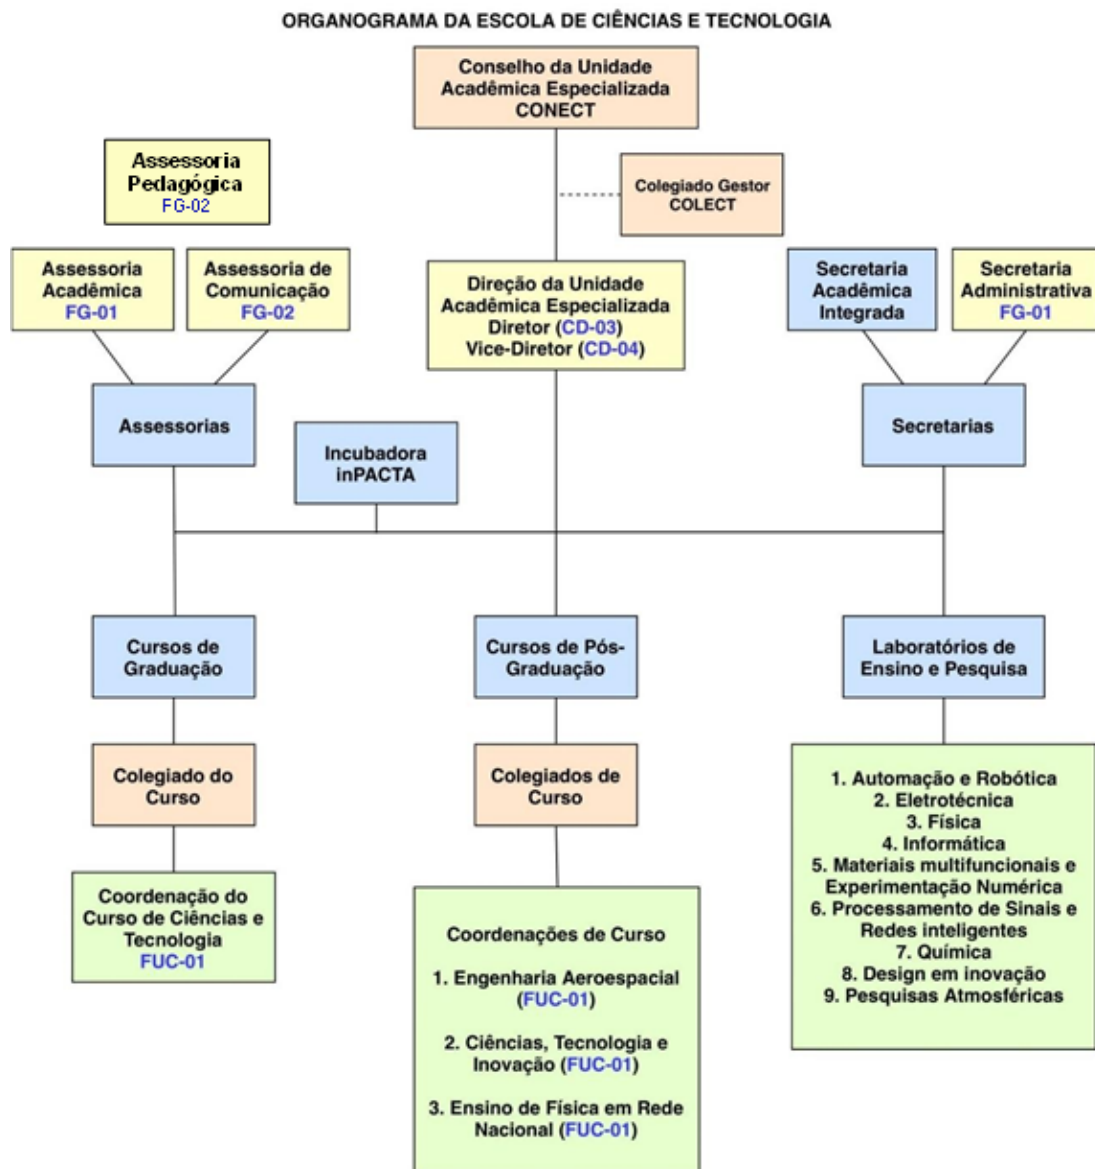 ORGANOGRAMA DA ESCOLA DE CIÊNCIAS E TECNOLOGIA
Conselho da Unidade
Acadêmica Especializada
CONECT
Assessoria
Pedagógica
FG-02
Colegiado Gestor
COLECT
Assessoria
Acadêmica
FG-01
Assessoria de
Comunicação
FG-02
Direção da Unidade
Acadêmica Especializada
Diretor (CD-03)
Vice-Diretor (CD-04)
Secretaria
Acadêmica
Integrada
Secretaria
Administrativa
FG-01
Assessorias
Incubadora
inPACTA
Secretarias
Cursos de
Graduação
Cursos de Pós-
Graduação
Laboratórios de
Ensino e Pesquisa
Colegiado do
Curso
Colegiados de
Curso
1. Automação e Robótica
2. Eletrotécnica
3. Física
4. Informática
5. Materiais multifuncionais e
Experimentação Numérica
6. Processamento de Sinais e
Redes inteligentes
7. Química
8. Design em inovação
9. Pesquisas Atmosféricas
Coordenação do
Curso de Ciências e
Tecnologia
FUC-01
Coordenações de Curso
1. Engenharia Aeroespacial
(FUC-01)
2. Ciências, Tecnologia e
Inovação (FUC-01)
3. Ensino de Física em Rede
Nacional (FUC-01)